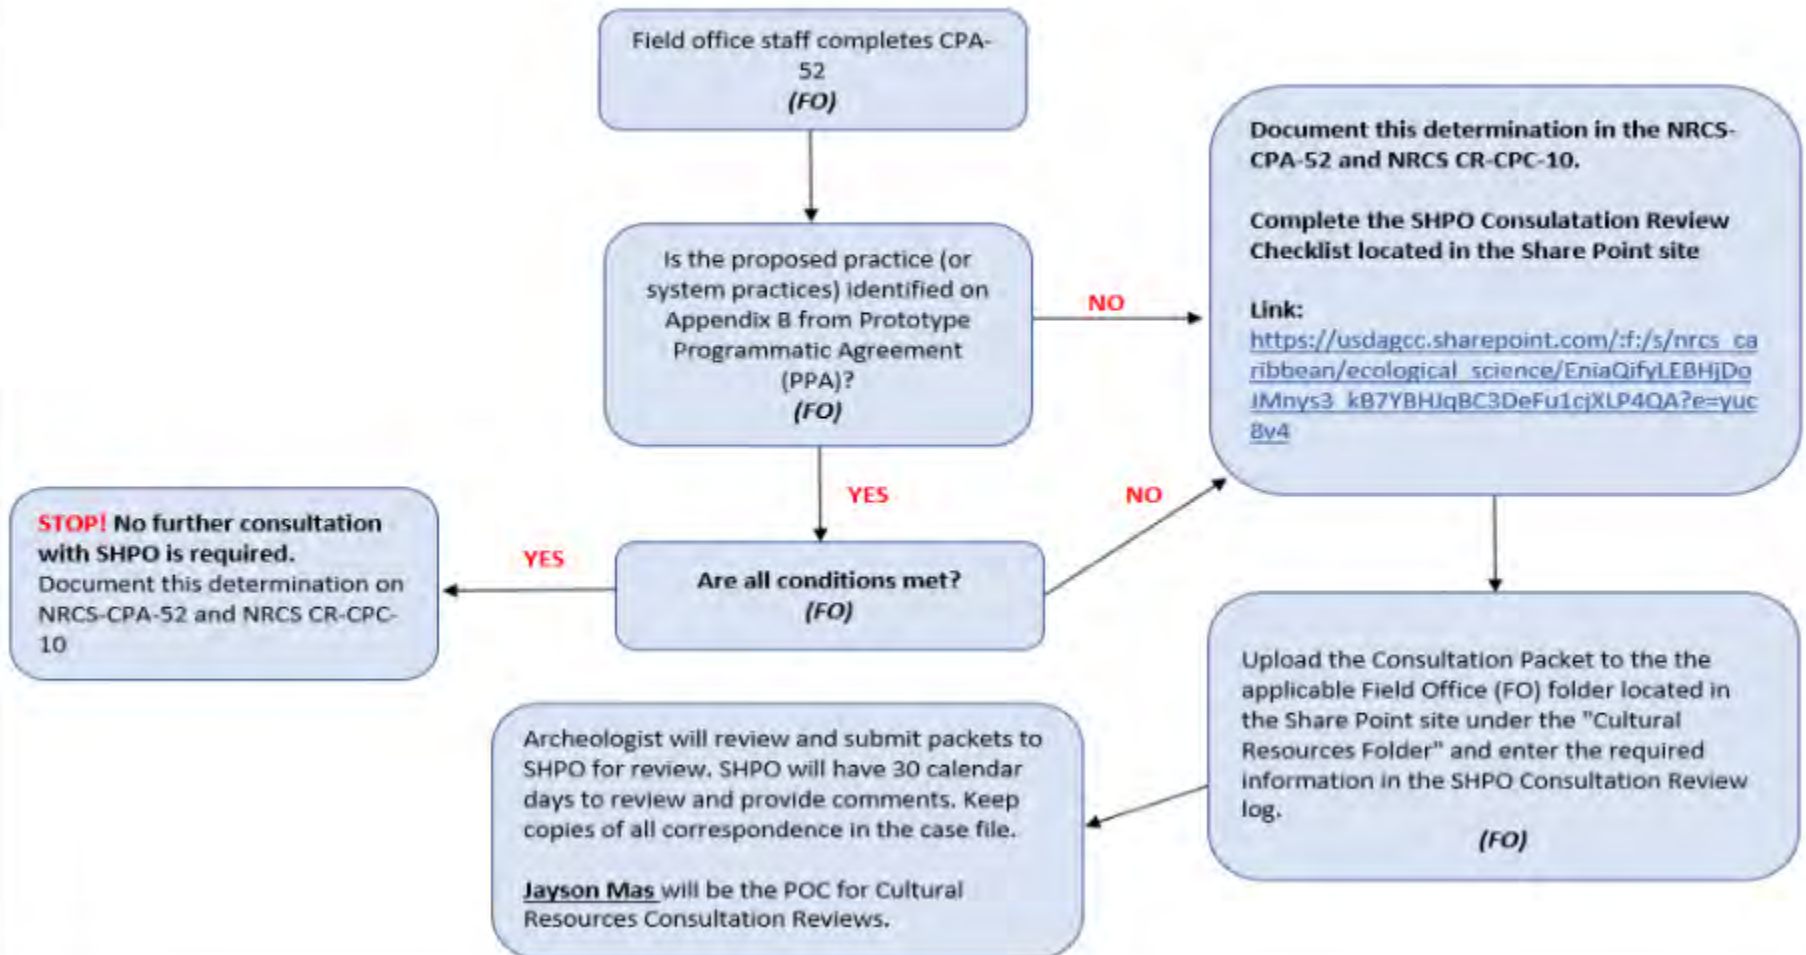 Field office staff completes CPA-
52
(FO)
Is the proposed practice (or
system practices) identified on
Appendix B from Prototype
Programmatic Agreement
(PPA)?
(FO)
NO
Document this determination in the NRCS-
CPA-52 and NRCS CR-CPC-10.
Complete the SHPO Consulatation Review
Checklist located in the Share Point site
Link:
https://usdagcc.sharepoint.com/:f:/s/nrcs_ca
ribbean/ecological_science/EniaQifyLEBHjDo
JMnys3_kB7YBHJqBC3DeFu1cjXLP4QA?e=yuc
8v4
YES
NO
Are all conditions met?
(FO)
YES
STOP! No further consultation
with SHPO is required.
Document this determination on
NRCS-CPA-52 and NRCS CR-CPC-
10
Upload the Consultation Packet to the the
applicable Field Office (FO) folder located in
the Share Point site under the "Cultural
Resources Folder" and enter the required
information in the SHPO Consultation Review
log.
(FO)
Archeologist will review and submit packets to
SHPO for review. SHPO will have 30 calendar
days to review and provide comments. Keep
copies of all correspondence in the case file.
Jayson Mas will be the POC for Cultural
Resources Consultation Reviews.